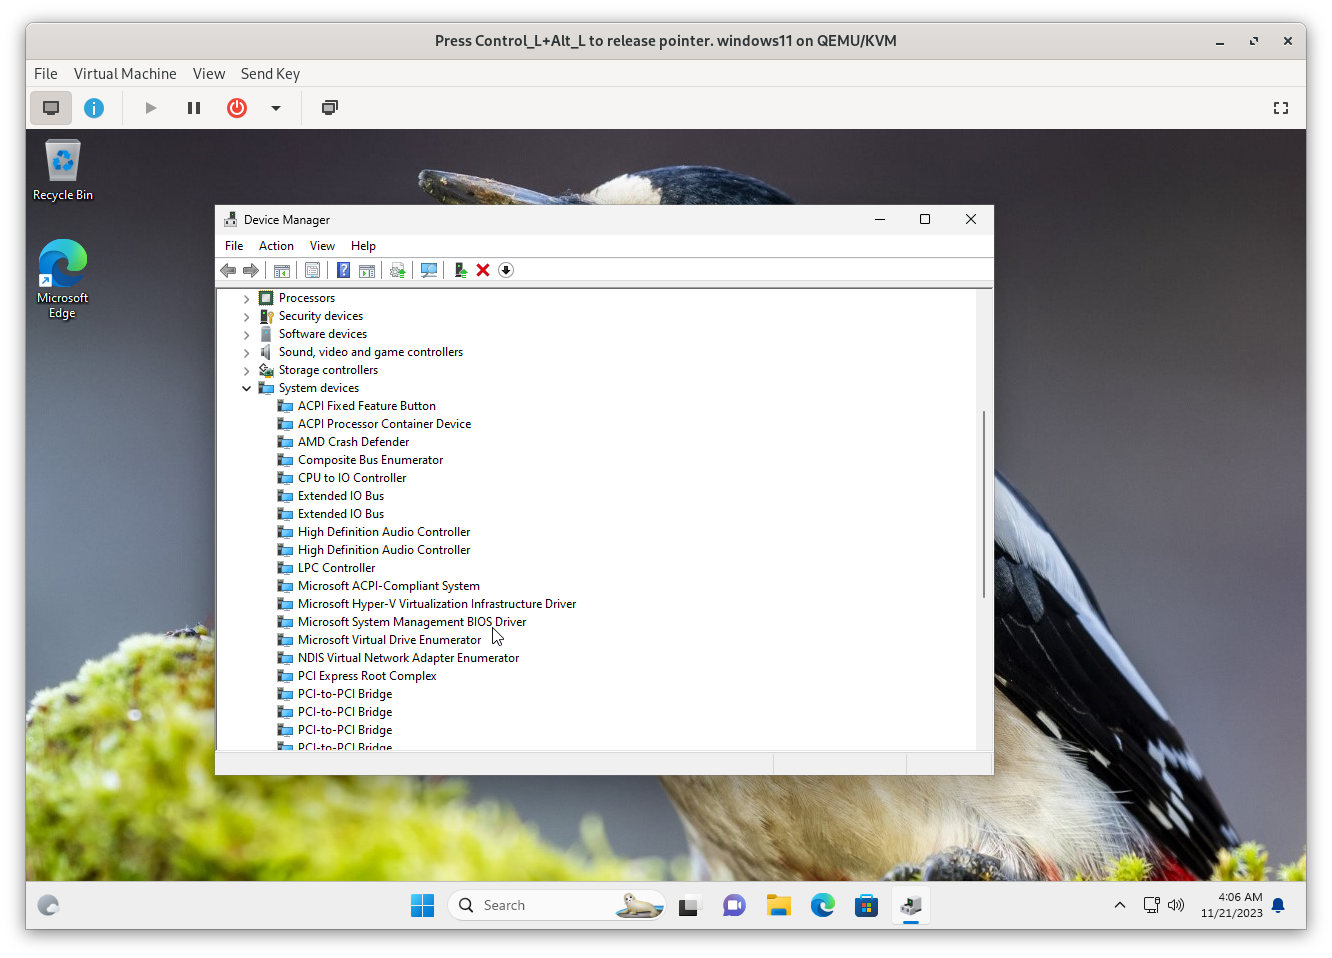 Press Control_L+Alt_L to release pointer. windows11 on QEMU/KVM
File Virtual Machine View Send Key
Recycle Bin
Microsoft
Edge
Device Manager
File Action View Help
Processors
Security devices
Software devices
Sound, video and game controllers
Storage controllers
System devices
ACPI Fixed Feature Button
ACPI Processor Container Device
AMD Crash Defender
Composite Bus Enumerator
CPU to IO Controller
Extended IO Bus
Extended IO Bus
High Definition Audio Controller
High Definition Audio Controller
LPC Controller
Microsoft ACPI-Compliant System
Microsoft Hyper-V Virtualization Infrastructure Driver
Microsoft System Management BIOS Driver
Microsoft Virtual Drive Enumerator
NDIS Virtual Network Adapter Enumerator
PCI Express Root Complex
PCI-to-PCI Bridge
PCI-to-PCI Bridge
PCI-to-PCI Bridge
PCI-to-PCI Bridge
Search
4:06 AM
11/21/2023